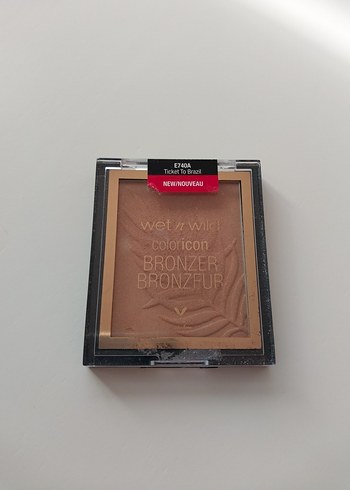 E740A
Ticket To Brazil
NEW/NOUVEAU
wet n wild
coloricon
BRONZER
BRONZEUR